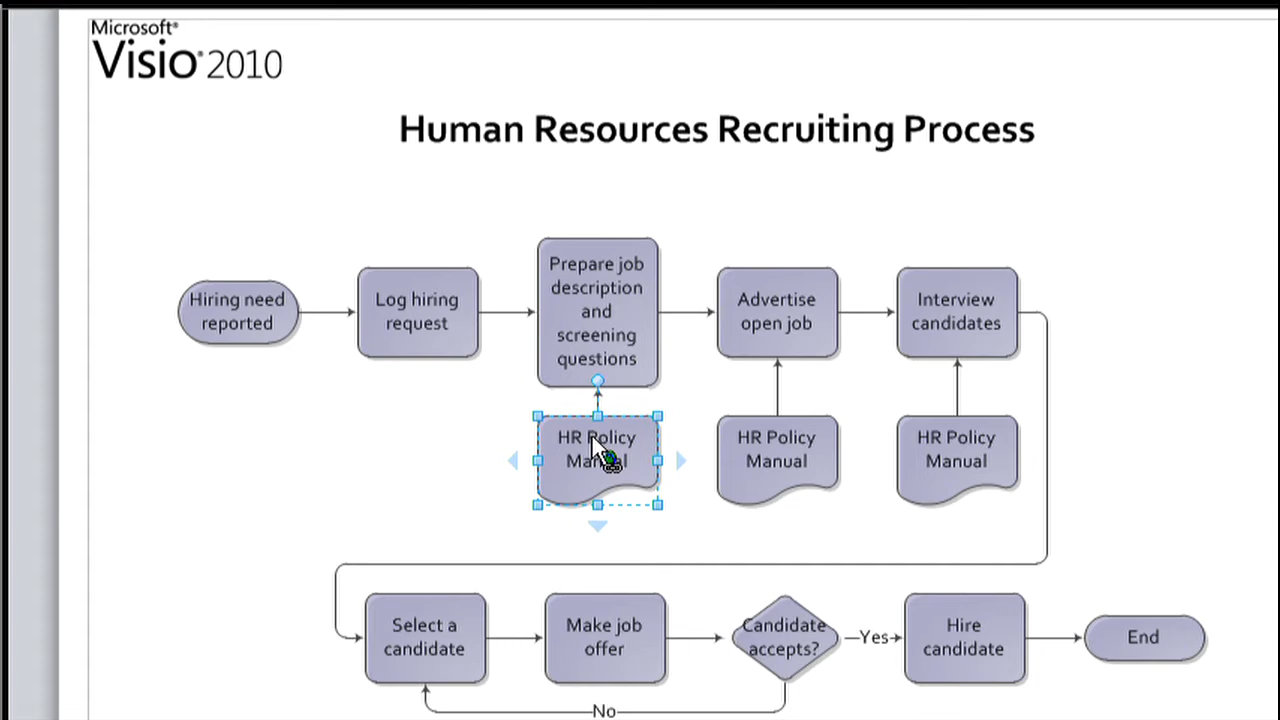 Microsoft®
Visio® 2010
Human Resources Recruiting Process
Hiring need
reported
Log hiring
request
Prepare job
description
and
screening
questions
Advertise
open job
Interview
candidates
HR Policy
Manual
HR Policy
Manual
HR Policy
Manual
Select a
candidate
Make job
offer
Candidate
accepts?
Yes
Hire
candidate
End
No